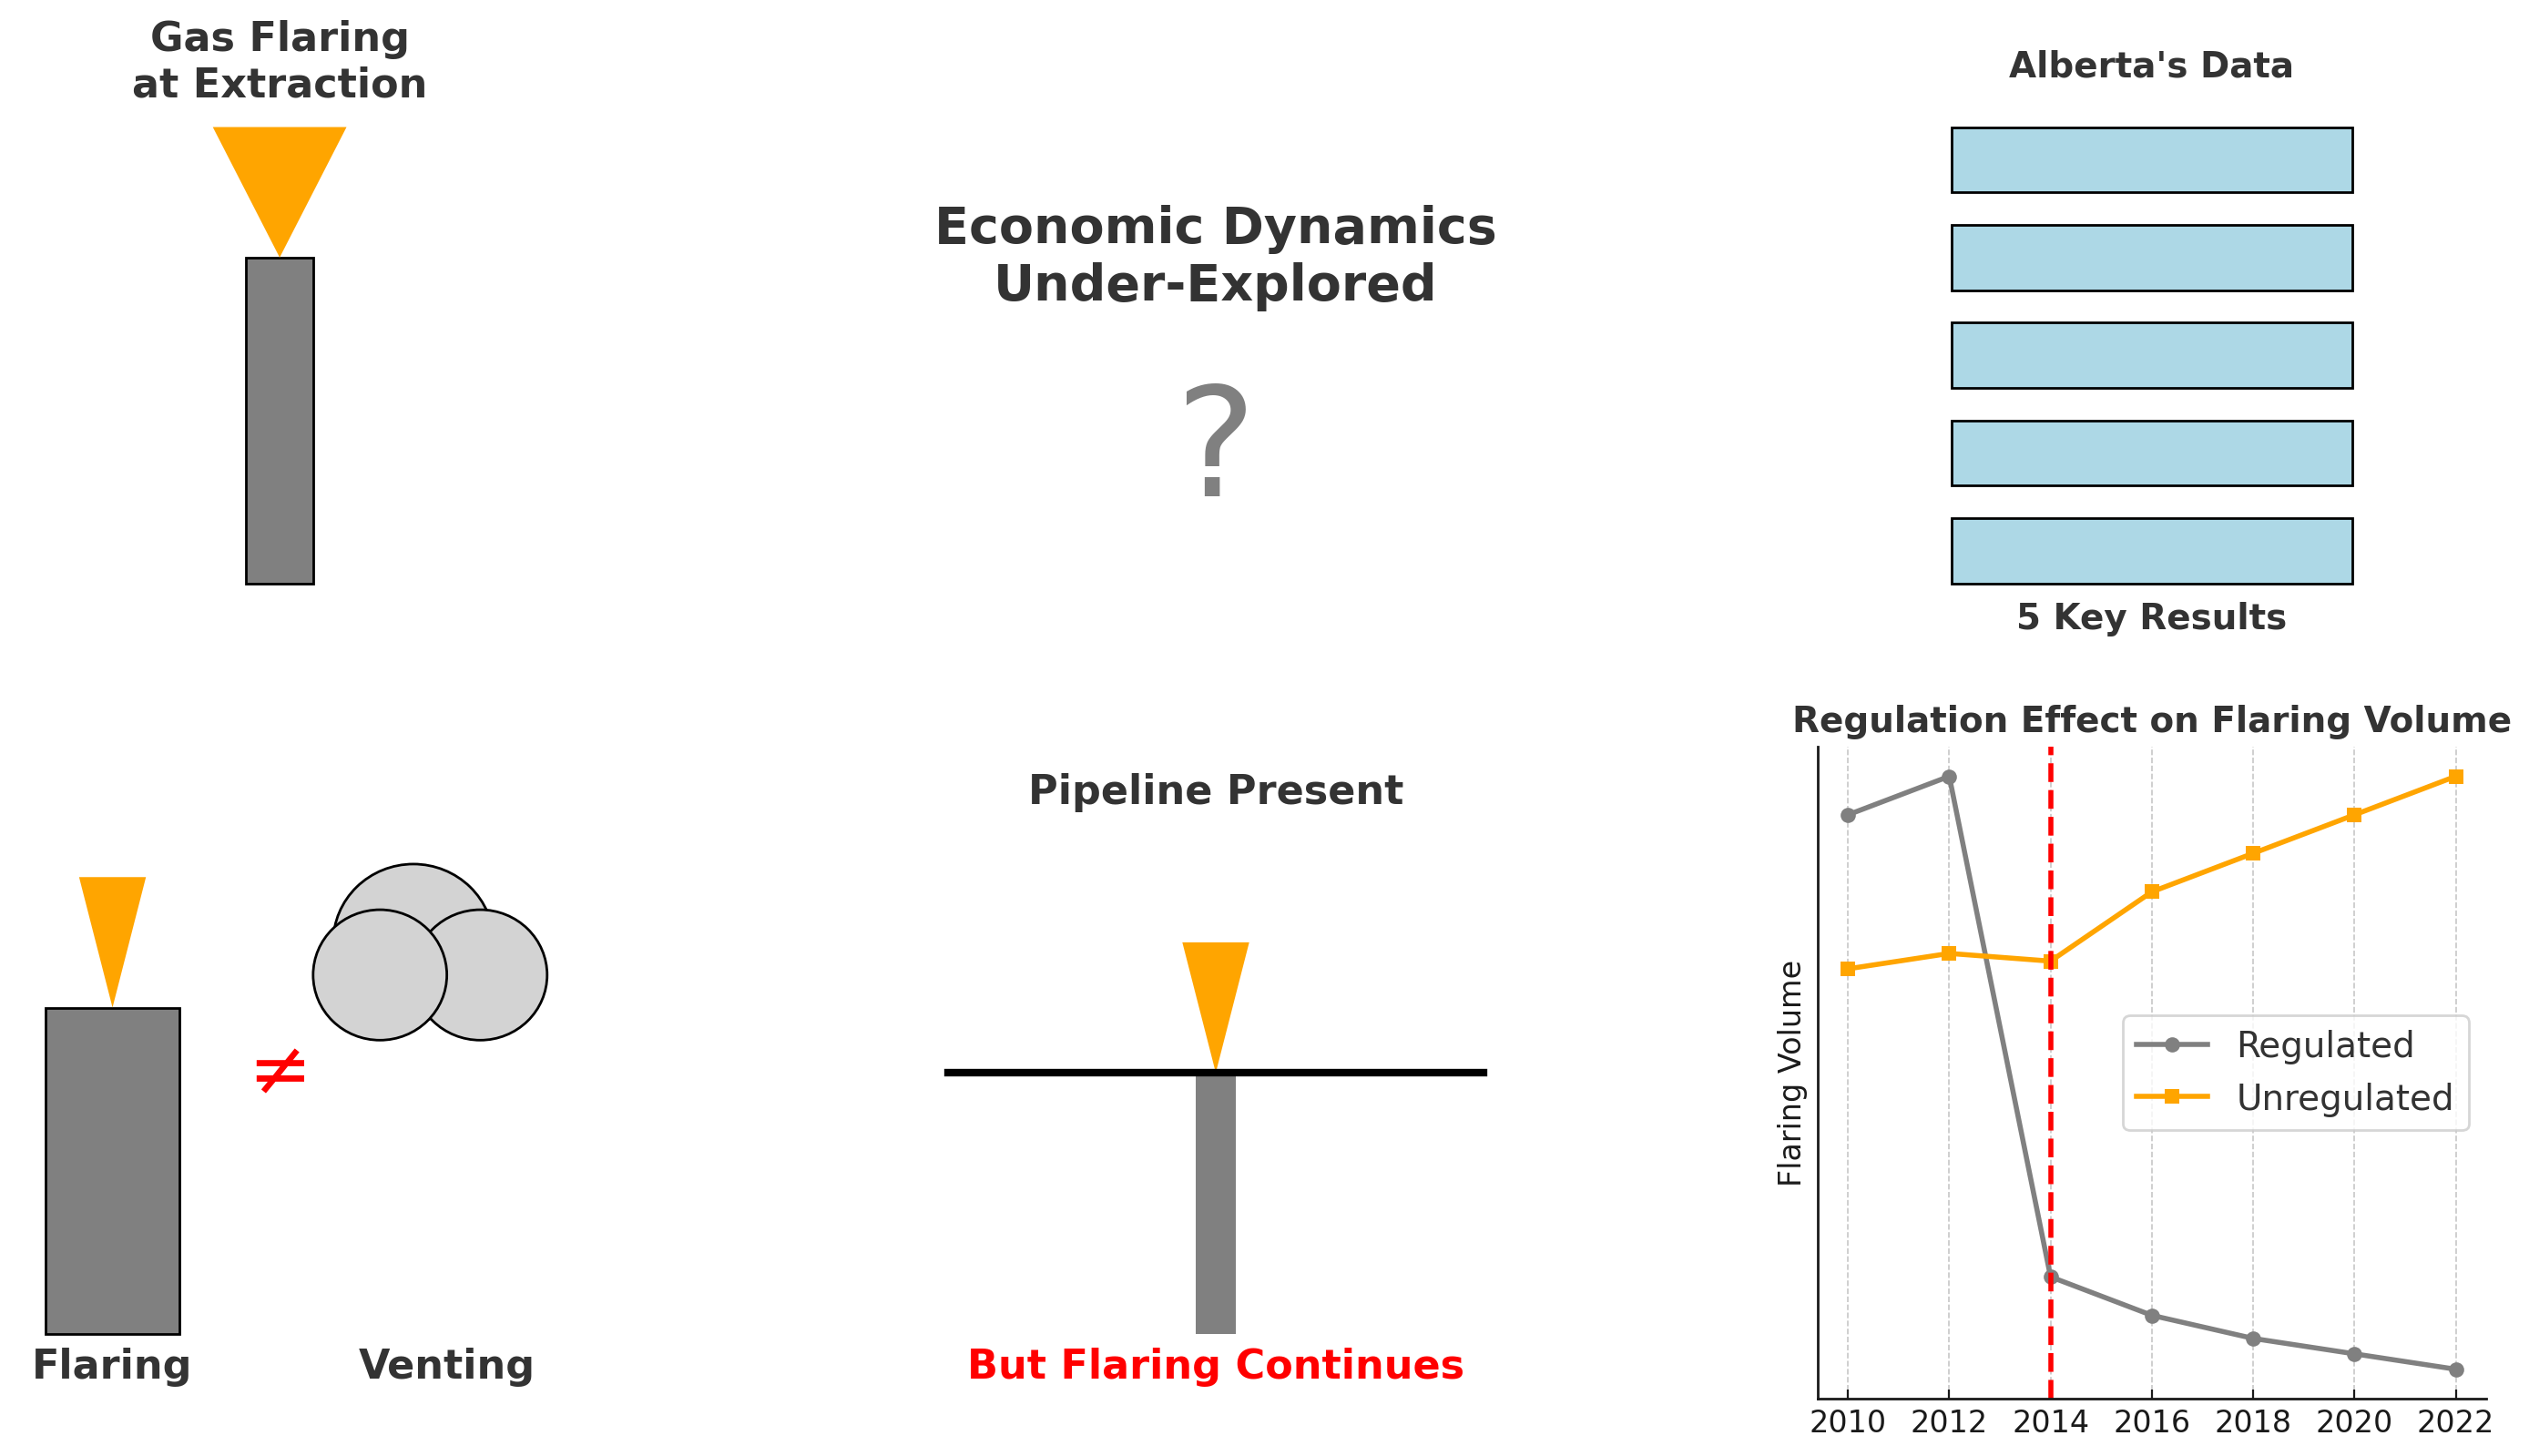 Gas Flaring
at Extraction
Economic Dynamics
Under-Explored
?
Alberta's Data
5 Key Results
≠
Flaring
Venting
Pipeline Present
But Flaring Continues
Regulation Effect on Flaring Volume
Flaring Volume
Regulated
Unregulated
2010 2012 2014 2016 2018 2020 2022